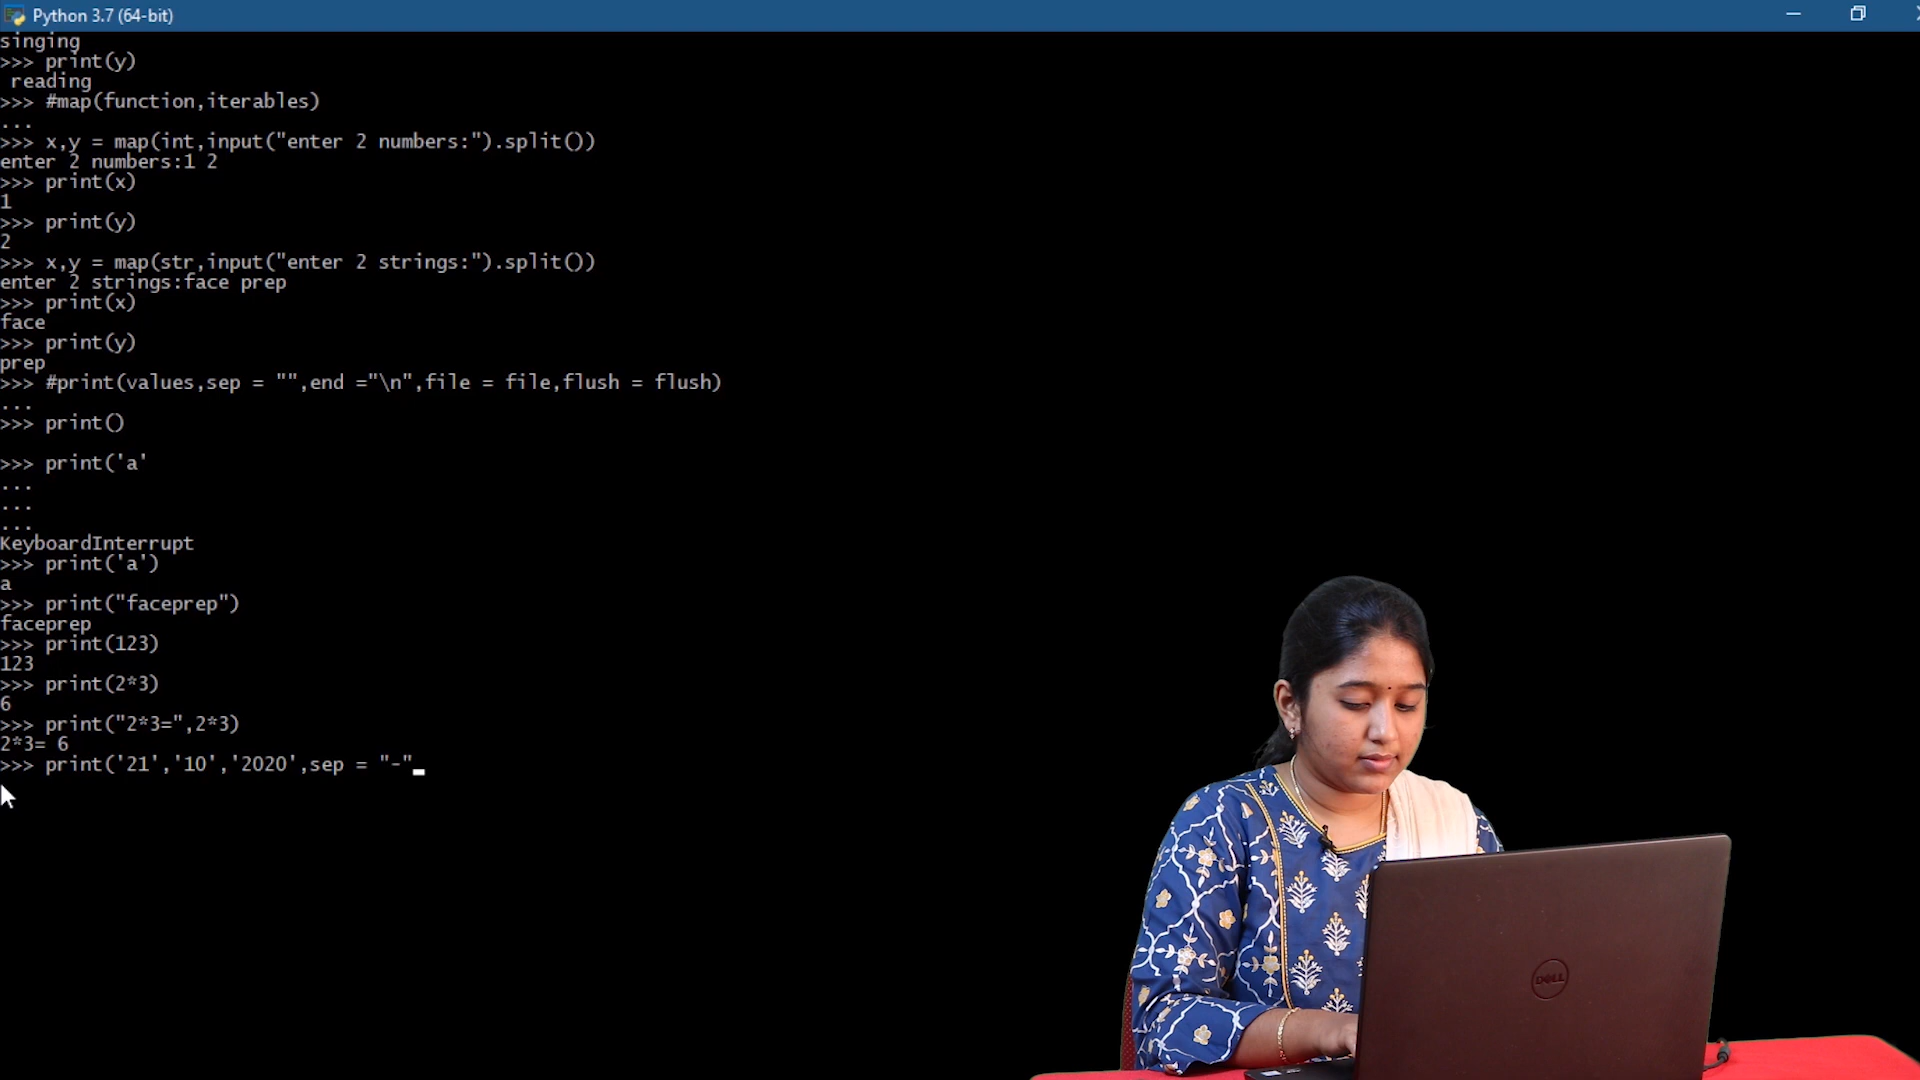 Python 3.7 (64-bit)
singing
>>> print(y)
 reading
>>> #map(function,iterables)
...
>>> x,y = map(int,input("enter 2 numbers:").split())
enter 2 numbers:1 2
>>> print(x)
1
>>> print(y)
2
>>> x,y = map(str,input("enter 2 strings:").split())
enter 2 strings:face prep
>>> print(x)
face
>>> print(y)
prep
>>> #print(values,sep = "",end ="\n",file = file,flush = flush)
...
>>> print()
>>> print('a'
...
...
...
KeyboardInterrupt
>>> print('a')
a
>>> print("faceprep")
faceprep
>>> print(123)
123
>>> print(2*3)
6
>>> print("2*3=",2*3)
2*3= 6
>>> print('21','10','2020',sep = "-"
DELL